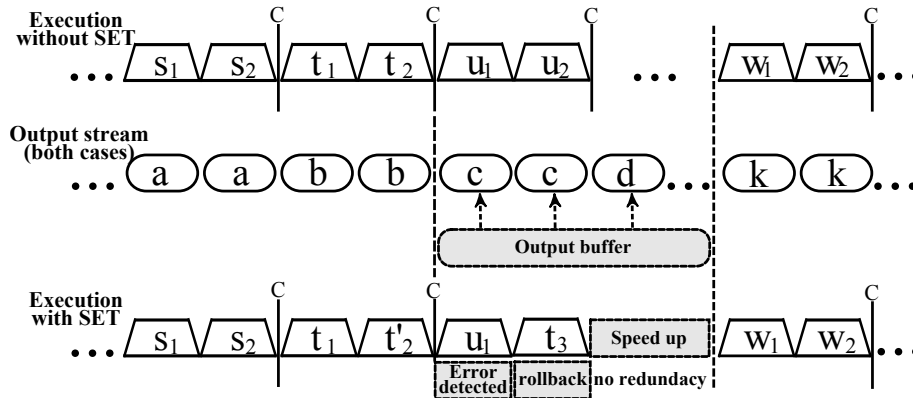 C C C
Execution
without SET
... s1 s2 t1 t2 u1 u2 ... w1 w2 ...
Output stream
(both cases)
... a a b b c c d ... k k ...
Output buffer
C C C
Execution
with SET
... s1 s2 t1 t'2 u1 t3 Speed up w1 w2 ...
Error
detected
rollback
no redundacy